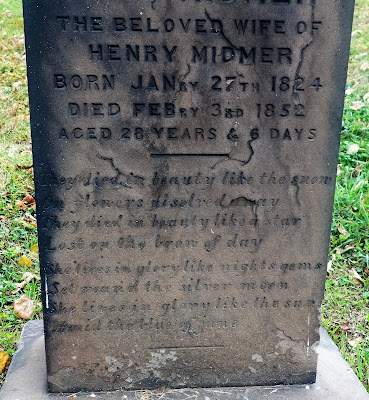 THE BELOVED WIFE OF
HENRY MIDMER
BORN JANRY 27TH 1824
DIED FEBRY 3RD 1852
AGED 28 YEARS & 6 DAYS
They died in beauty like the snow
On flowers disolved away
They died in beauty like a star
Lost on the brow of day
She lives in glory like nights gems
Set round the silver moon
She lives in glory like the sun
Amid the blue of June